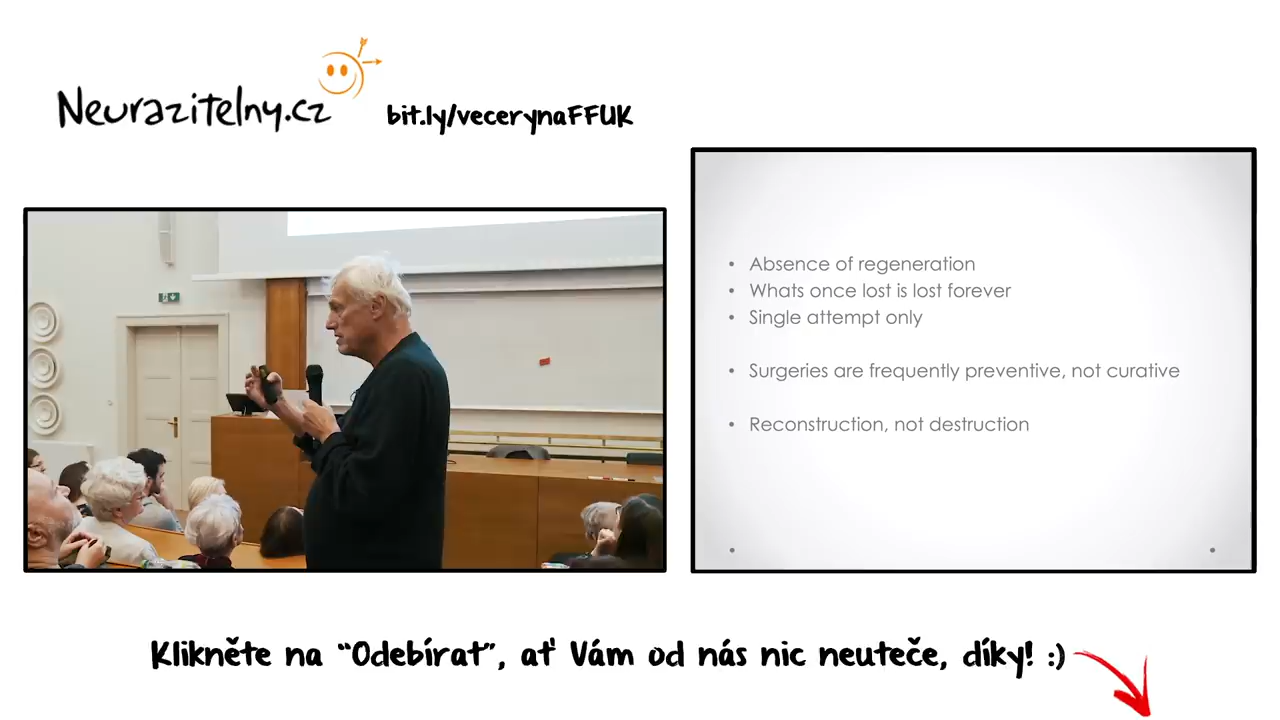 Neurazitelny.cz
bit.ly/vecerynaFFUK
Absence of regeneration
Whats once lost is lost forever
Single attempt only
Surgeries are frequently preventive, not curative
Reconstruction, not destruction
Klikněte na “Odebírat”, ať Vám od nás nic neuteče, díky! :)